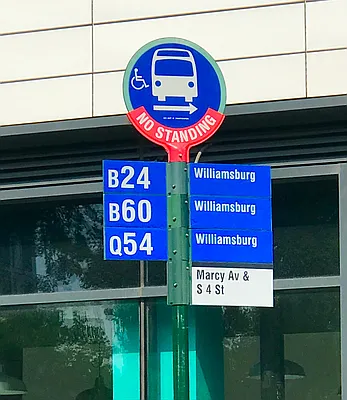 NO STANDING
B24 Williamsburg
B60 Williamsburg
Q54 Williamsburg
Marcy Av &
S 4 St